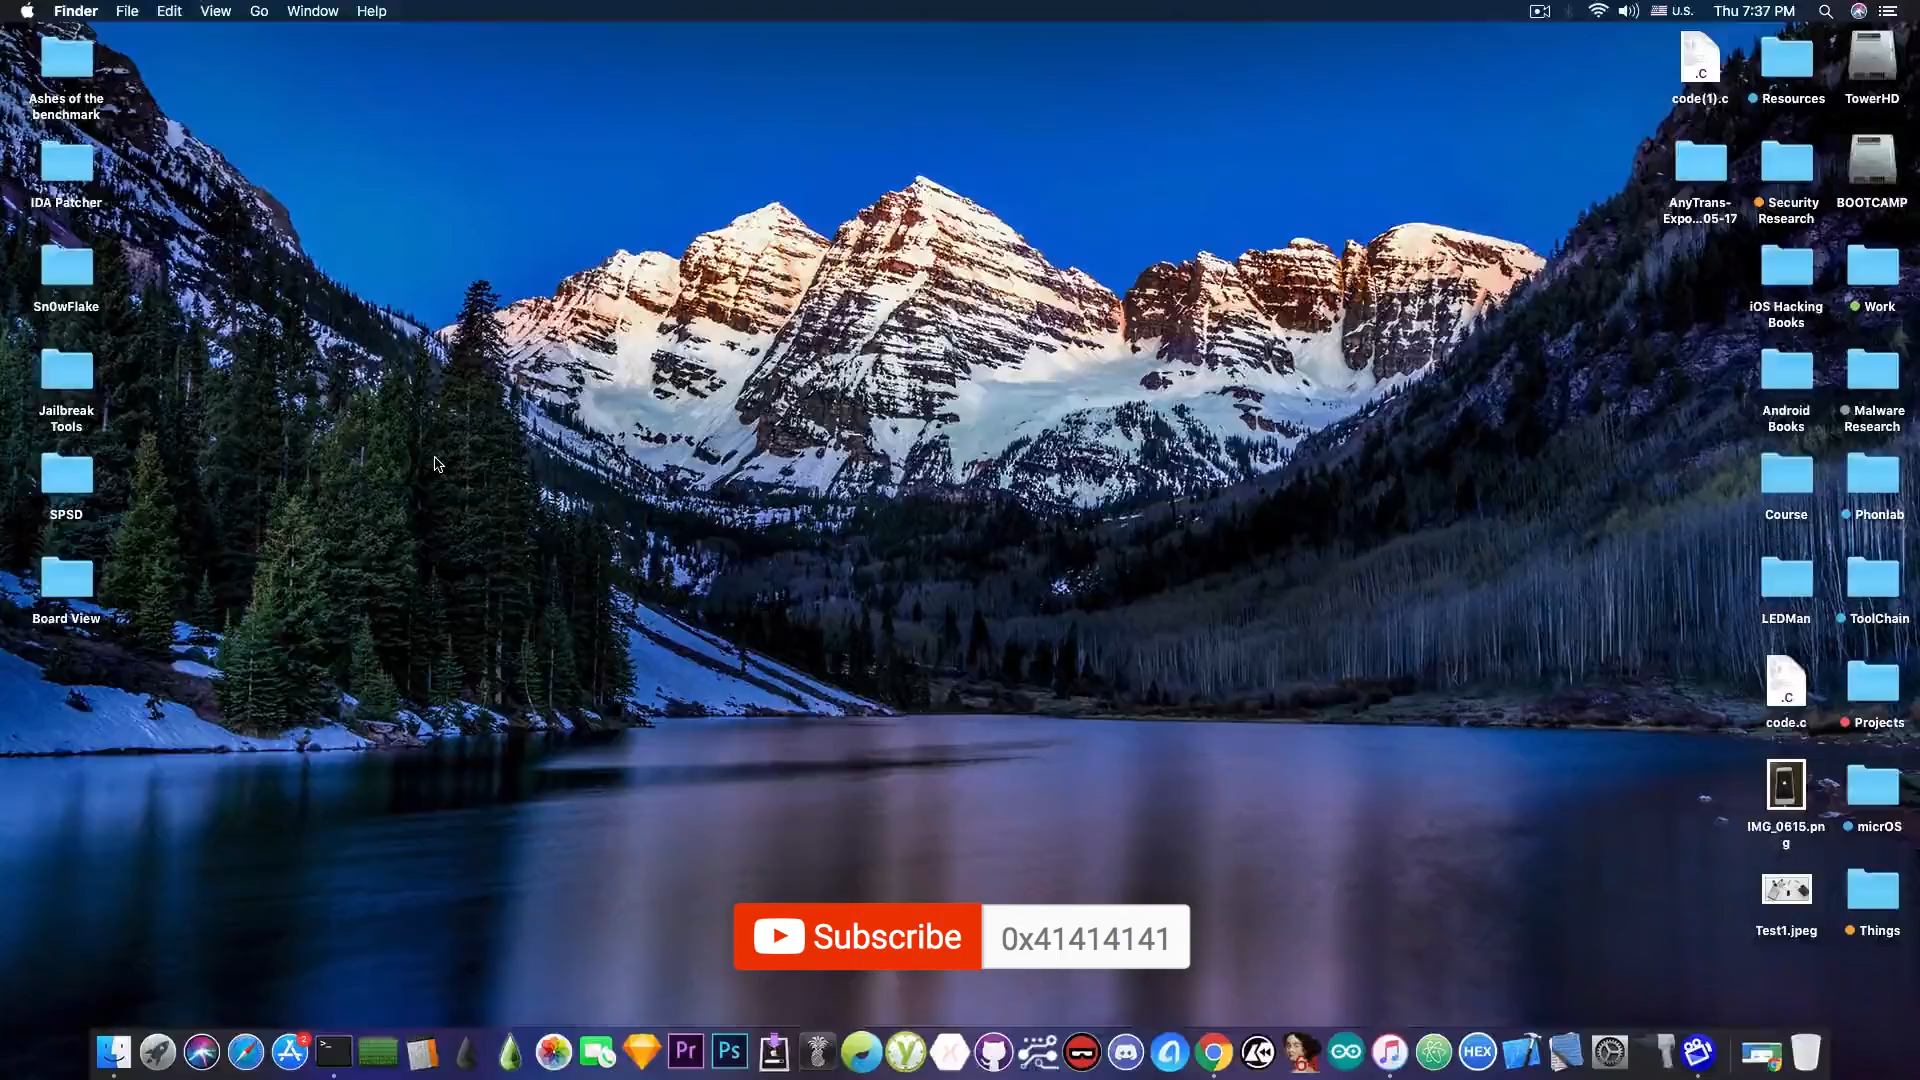 Finder File Edit View Go Window Help
U.S. Thu 7:37 PM
Ashes of the
benchmark
IDA Patcher
Sn0wFlake
Jailbreak
Tools
SPSD
Board View
.C
code(1).c
Resources
TowerHD
AnyTrans-
Expo...05-17
Security
Research
BOOTCAMP
iOS Hacking
Books
Work
Android
Books
Malware
Research
Course
Phonlab
LEDMan
ToolChain
.C
code.c
Projects
IMG_0615.pn
g
micrOS
Test1.jpeg
Things
Subscribe
0x41414141
2
>_
Pr
Ps
HEX